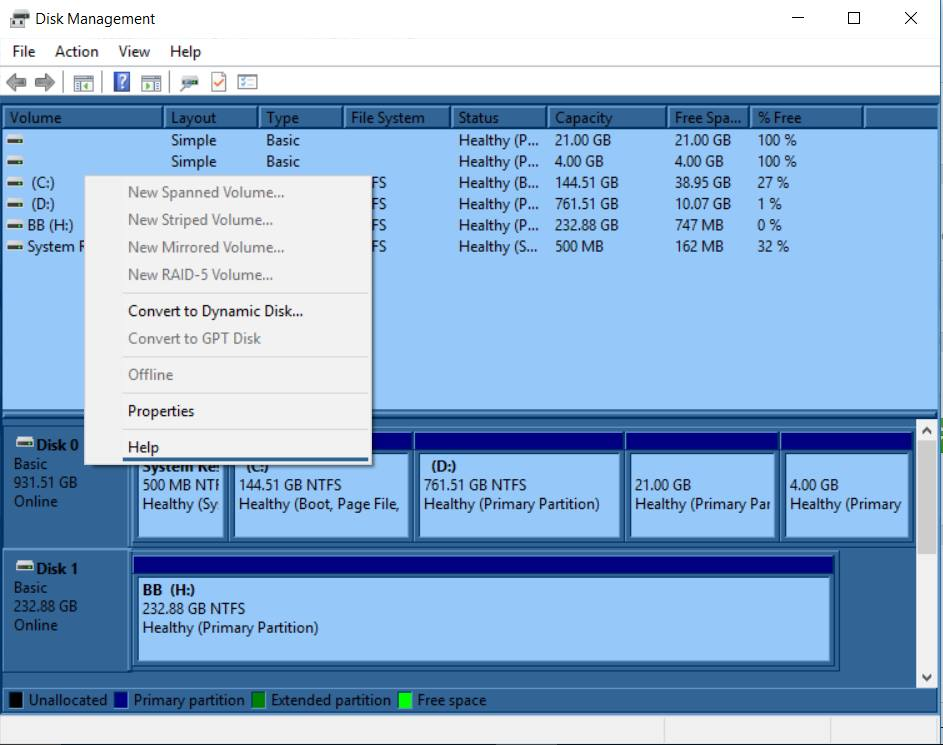 Disk Management
File Action View Help
Volume Layout Type File System Status Capacity Free Spa... % Free
Simple Basic Healthy (P... 21.00 GB 21.00 GB 100 %
Simple Basic Healthy (P... 4.00 GB 4.00 GB 100 %
(C:) FS Healthy (B... 144.51 GB 38.95 GB 27 %
(D:) FS Healthy (P... 761.51 GB 10.07 GB 1 %
BB (H:) FS Healthy (P... 232.88 GB 747 MB 0 %
System R FS Healthy (S... 500 MB 162 MB 32 %
New Spanned Volume...
New Striped Volume...
New Mirrored Volume...
New RAID-5 Volume...
Convert to Dynamic Disk...
Convert to GPT Disk
Offline
Properties
Help
Disk 0
Basic
931.51 GB
Online
System Re:
500 MB NTF
Healthy (Sy:
(C:)
144.51 GB NTFS
Healthy (Boot, Page File,
(D:)
761.51 GB NTFS
Healthy (Primary Partition)
21.00 GB
Healthy (Primary Par
4.00 GB
Healthy (Primary
Disk 1
Basic
232.88 GB
Online
BB (H:)
232.88 GB NTFS
Healthy (Primary Partition)
Unallocated Primary partition Extended partition Free space